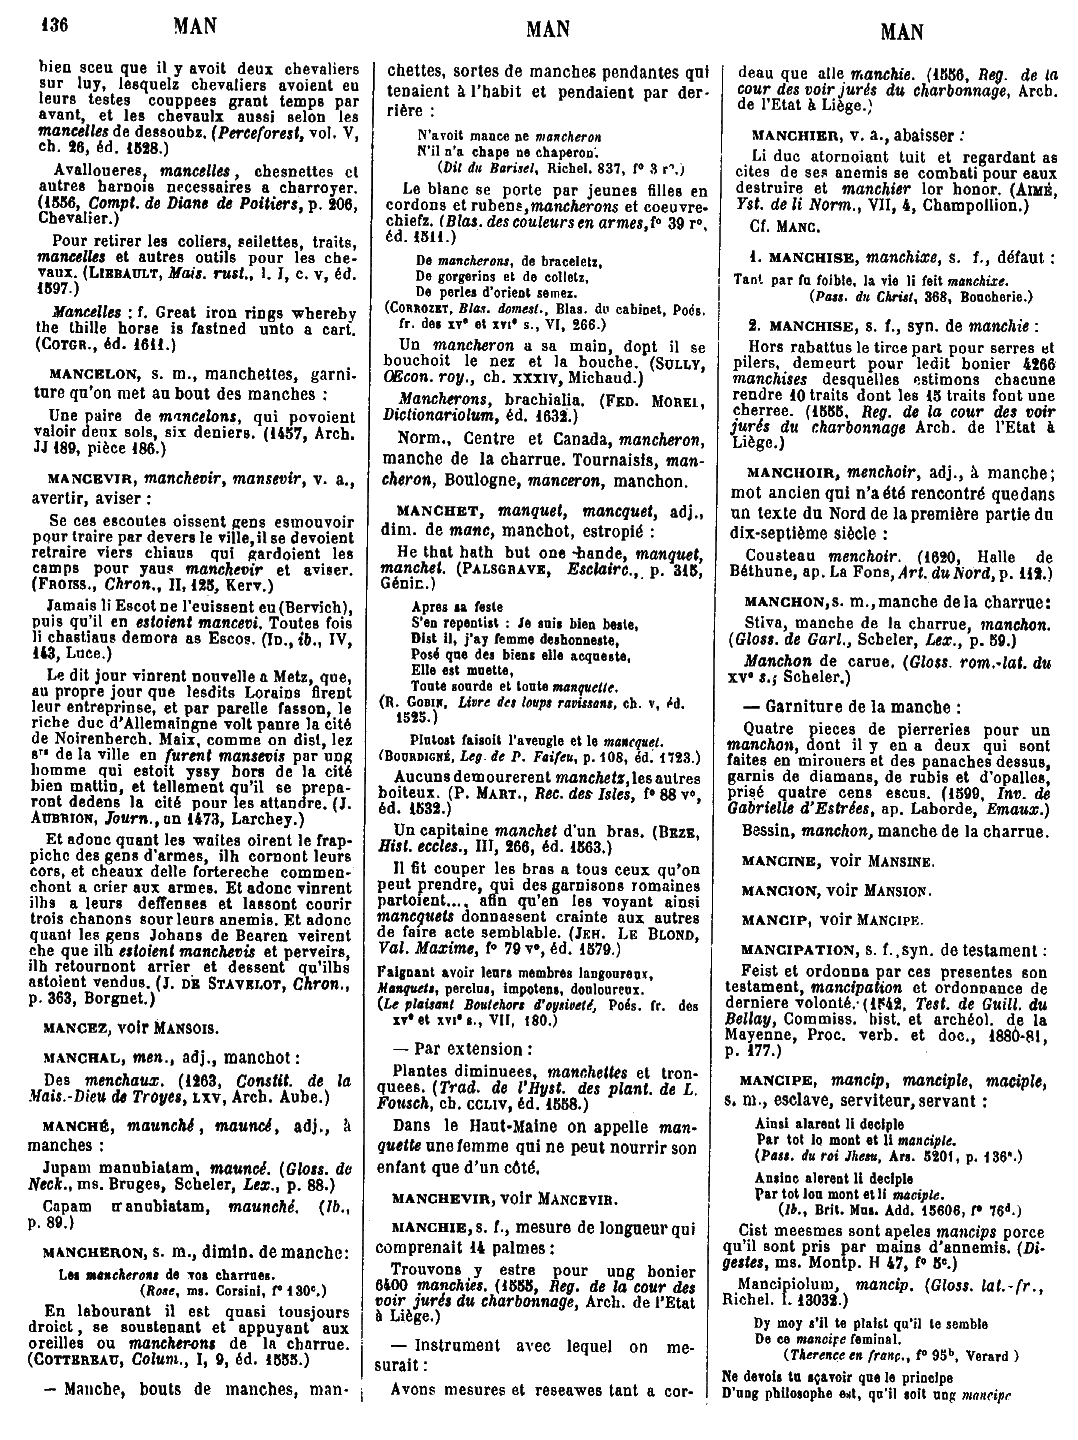 136 MAN MAN MAN
bien sceu que il y avoit deux chevaliers
sur luy, lesquelz chevaliers avoient eu
leurs testes couppees grant temps par
avant, et les chevaulx aussi selon les
mancelles de dessoubz. (Perceforest, vol. V,
ch. 26, éd. 1528.)
Avalloueres, mancelles, chesnettes et
autres harnois necessaires a charroyer.
(1556, Compt. de Diane de Poitiers, p. 206,
Chevalier.)
Pour retirer les coliers, seilettes, traits,
mancelles et autres outils pour les che-
vaux. (LIEBAULT, Mais. rust., l. I, c. v, éd.
1597.)
Mancelles : f. Great iron rings whereby
the thille horse is fastned unto a cart.
(COTGR., éd. 1611.)
MANCELON, s. m., manchettes, garni-
ture qu'on met au bout des manches :
Une paire de mancelons, qui povoient
valoir deux sols, six deniers. (1457, Arch.
JJ 189, pièce 186.)
MANCEVIR, manchevir, mansevir, v. a.,
avertir, aviser :
Se ces escoutes oissent gens esmouvoir
pour traire par devers le ville, il se devoient
retraire viers chiaus qui gardoient les
camps pour yaus manchevir et aviser.
(FROISS., Chron., II, 125, Kerv.)
Jamais li Escot ne l'euissent eu (Bervich),
puis qu'il en estoient mancevi. Toutes fois
li chastiaus demora as Escos. (ID., ib., IV,
143, Luce.)
Le dit jour vinrent nouvelle a Metz, que,
au propre jour que lesdits Lorains firent
leur entreprinse, et par parelle fasson, le
riche duc d'Allemaingne volt panre la cité
de Noirenberch. Maix, comme on dist, lez
srs de la ville en furent mansevis par ung
homme qui estoit yssy hors de la cité
bien mattin, et tellement qu'il se prepa-
ront dedens la cité pour les attandre. (J.
AUBRION, Journ., an 1473, Larchey.)
Et adonc quant les waites oirent le frap-
piche des gens d'armes, ilh cornont leurs
cors, et cheaux delle fortereche commen-
chont a crier aux armes. Et adonc vinrent
ilhs a leurs deffenses et lassont courir
trois chanons sour leurs anemis. Et adonc
quant les gens Johans de Bearen veirent
che que ilh estoient manchevis et perveirs,
ilh retournont arrier et dessent qu'ilhs
astoient vendus. (J. DE STAVELOT, Chron.,
p. 363, Borgnet.)
MANCEZ, voir MANSOIS.
MANCHAL, men., adj., manchot :
Des menchaux. (1263, Constit. de la
Mais.-Dieu de Troyes, LXV, Arch. Aube.)
MANCHÉ, maunché, mauncé, adj., à
manches :
Jupam manubiatam, mauncé. (Gloss. de
Neck., ms. Bruges, Scheler, Lex., p. 88.)
Capam manubiatam, maunché. (Ib.,
p. 89.)
MANCHERON, s. m., dimin. de manche :
Les mancherons de vos charrues.
(Rose, ms. Corsini, f° 130c.)
En labourant il est quasi tousjours
droict, se soustenant et appuyant aux
oreilles ou mancherons de la charrue.
(COTTEREAU, Colum., I, 9, éd. 1555.)
— Manche, bouts de manches, man-
chettes, sortes de manches pendantes qui
tenaient à l'habit et pendaient par der-
rière :
N'avoit mance ne mancheron
N'il n'a chape ne chaperon.
(Dit du Barisel, Richel. 837, f° 3 r°.)
Le blanc se porte par jeunes filles en
cordons et rubens, mancherons et coeuvre-
chiefz. (Blas. des couleurs en armes, f° 39 r°,
éd. 1511.)
De mancherons, de braceletz,
De gorgerins et de colletz,
De perles d'orient semez.
(CORROZET, Blas. domest., Blas. du cabinet, Poés.
fr. des XVe et XVIe s., VI, 266.)
Un mancheron a sa main, dont il se
bouchoit le nez et la bouche. (SULLY,
Œcon. roy., ch. XXXIV, Michaud.)
Mancherons, brachialia. (FED. MOREL,
Dictionariolum, éd. 1632.)
Norm., Centre et Canada, mancheron,
manche de la charrue. Tournaisis, man-
cheron, Boulogne, manceron, manchon.
MANCHET, manquet, mancquet, adj.,
dim. de manc, manchot, estropié :
He that hath but one hande, manquet,
manchet. (PALSGRAVE, Esclairc., p. 315,
Génin.)
Apres sa feste
S'en repentist : Je suis bien beste,
Dist il, j'ay femme deshonneste,
Posé que des biens elle acqueste,
Elle est muette,
Toute sourde et toute manquette.
(R. GOBIN, Livre des loups ravissans, ch. v, éd.
1525.)
Plutost faisoit l'aveugle et le mancquet.
(BOURDIGNÉ, Leg. de P. Faifeu, p. 108, éd. 1723.)
Aucuns demourerent manchetz, les autres
boiteux. (P. MART., Rec. des Isles, f° 88 v°,
éd. 1532.)
Un capitaine manchet d'un bras. (BEZE,
Hist. eccles., III, 266, éd. 1563.)
Il fit couper les bras a tous ceux qu'on
peut prendre, qui des garnisons romaines
partoient..., afin qu'en les voyant ainsi
mancquets donnassent crainte aux autres
de faire acte semblable. (JEH. LE BLOND,
Val. Maxime, f° 79 v°, éd. 1579.)
Faignant avoir leurs membres langoureux,
Manquets, perclus, impotens, douloureux.
(Le plaisant Boutehors d'oysiveté, Poés. fr. des
XVe et XVIe s., VII, 180.)
— Par extension :
Plantes diminuees, manchettes et tron-
quees. (Trad. de l'Hyst. des plant. de L.
Fousch, ch. CCLIV, éd. 1558.)
Dans le Haut-Maine on appelle man-
quette une femme qui ne peut nourrir son
enfant que d'un côté.
MANCHEVIR, voir MANCEVIR.
MANCHIE, s. f., mesure de longueur qui
comprenait 14 palmes :
Trouvons y estre pour ung bonier
6400 manchies. (1555, Reg. de la cour des
voir jurés du charbonnage, Arch. de l'Etat
à Liège.)
— Instrument avec lequel on me-
surait :
Avons mesures et reseawes tant a cor-
deau que alle manchie. (1556, Reg. de la
cour des voir jurés du charbonnage, Arch.
de l'Etat à Liège.)
MANCHIER, v. a., abaisser :
Li duc atornoiant tuit et regardant as
cites de ses anemis se combati pour eaux
destruire et manchier lor honor. (AIMÉ,
Yst. de li Norm., VII, 4, Champollion.)
Cf. MANC.
1. MANCHISE, manchixe, s. f., défaut :
Tant par fu foible, la vie li feit manchixe.
(Pass. du Christ, 368, Boucherie.)
2. MANCHISE, s. f., syn. de manchie :
Hors rabattus le tirce part pour serres et
pilers, demeurt pour ledit bonier 4266
manchises desquelles estimons chacune
rendre 10 traits dont les 15 traits font une
cherree. (1555, Reg. de la cour des voir
jurés du charbonnage Arch. de l'Etat à
Liège.)
MANCHOIR, menchoir, adj., à manche;
mot ancien qui n'a été rencontré que dans
un texte du Nord de la première partie du
dix-septième siècle :
Cousteau menchoir. (1620, Halle de
Béthune, ap. La Fons, Art. du Nord, p. 112.)
MANCHON, s. m., manche de la charrue :
Stiva, manche de la charrue, manchon.
(Gloss. de Garl., Scheler, Lex., p. 59.)
Manchon de carue. (Gloss. rom.-lat. du
XVe s.; Scheler.)
— Garniture de la manche :
Quatre pieces de pierreries pour un
manchon, dont il y en a deux qui sont
faites en mirouers et des panaches dessus,
garnis de diamans, de rubis et d'opalles,
prisé quatre cens escus. (1599, Inv. de
Gabrielle d'Estrées, ap. Laborde, Emaux.)
Bessin, manchon, manche de la charrue.
MANCINE, voir MANSINE.
MANCION, voir MANSION.
MANCIP, voir MANCIPE.
MANCIPATION, s. f., syn. de testament :
Feist et ordonna par ces presentes son
testament, mancipation et ordonnance de
derniere volonté. (1542, Test. de Guill. du
Bellay, Commiss. hist. et archéol. de la
Mayenne, Proc. verb. et doc., 1880-81,
p. 177.)
MANCIPE, mancip, manciple, maciple,
s. m., esclave, serviteur, servant :
Ainsi alarent li deciple
Par tot lo mont et li manciple.
(Pass. du roi Jhesu, Ars. 5201, p. 136a.)
Ansinc alerent li deciple
Par tot lou mont et li maciple.
(Ib., Brit. Mus. Add. 15606, f° 76d.)
Cist meesmes sont apeles mancips porce
qu'il sont pris par mains d'annemis. (Di-
gestes, ms. Montp. H 47, f° 5c.)
Mancipiolum, mancip. (Gloss. lat.-fr.,
Richel. l. 13032.)
Dy moy s'il te plaist qu'il te semble
De ce mancipe feminal.
(Therence en franç., f° 95b, Verard )
Ne devois tu sçavoir que le principe
D'ung philosophe est, qu'il soit ung mancipe